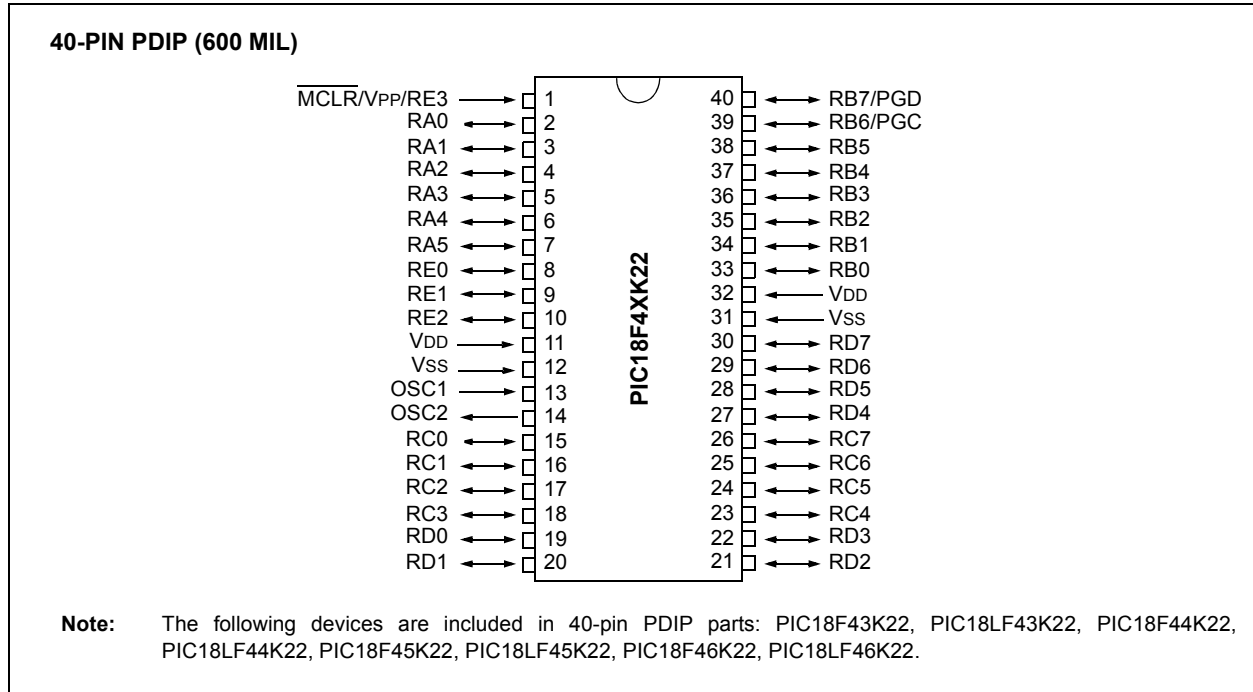 40-PIN PDIP (600 MIL)
MCLR/VPP/RE3 1 40 RB7/PGD
RA0 2 39 RB6/PGC
RA1 3 38 RB5
RA2 4 37 RB4
RA3 5 36 RB3
RA4 6 35 RB2
RA5 7 34 RB1
RE0 8 33 RB0
RE1 9 32 VDD
RE2 10 31 VSS
VDD 11 30 RD7
VSS 12 29 RD6
OSC1 13 28 RD5
OSC2 14 27 RD4
RC0 15 26 RC7
RC1 16 25 RC6
RC2 17 24 RC5
RC3 18 23 RC4
RD0 19 22 RD3
RD1 20 21 RD2
PIC18F4XK22
Note: The following devices are included in 40-pin PDIP parts: PIC18F43K22, PIC18LF43K22, PIC18F44K22,
PIC18LF44K22, PIC18F45K22, PIC18LF45K22, PIC18F46K22, PIC18LF46K22.